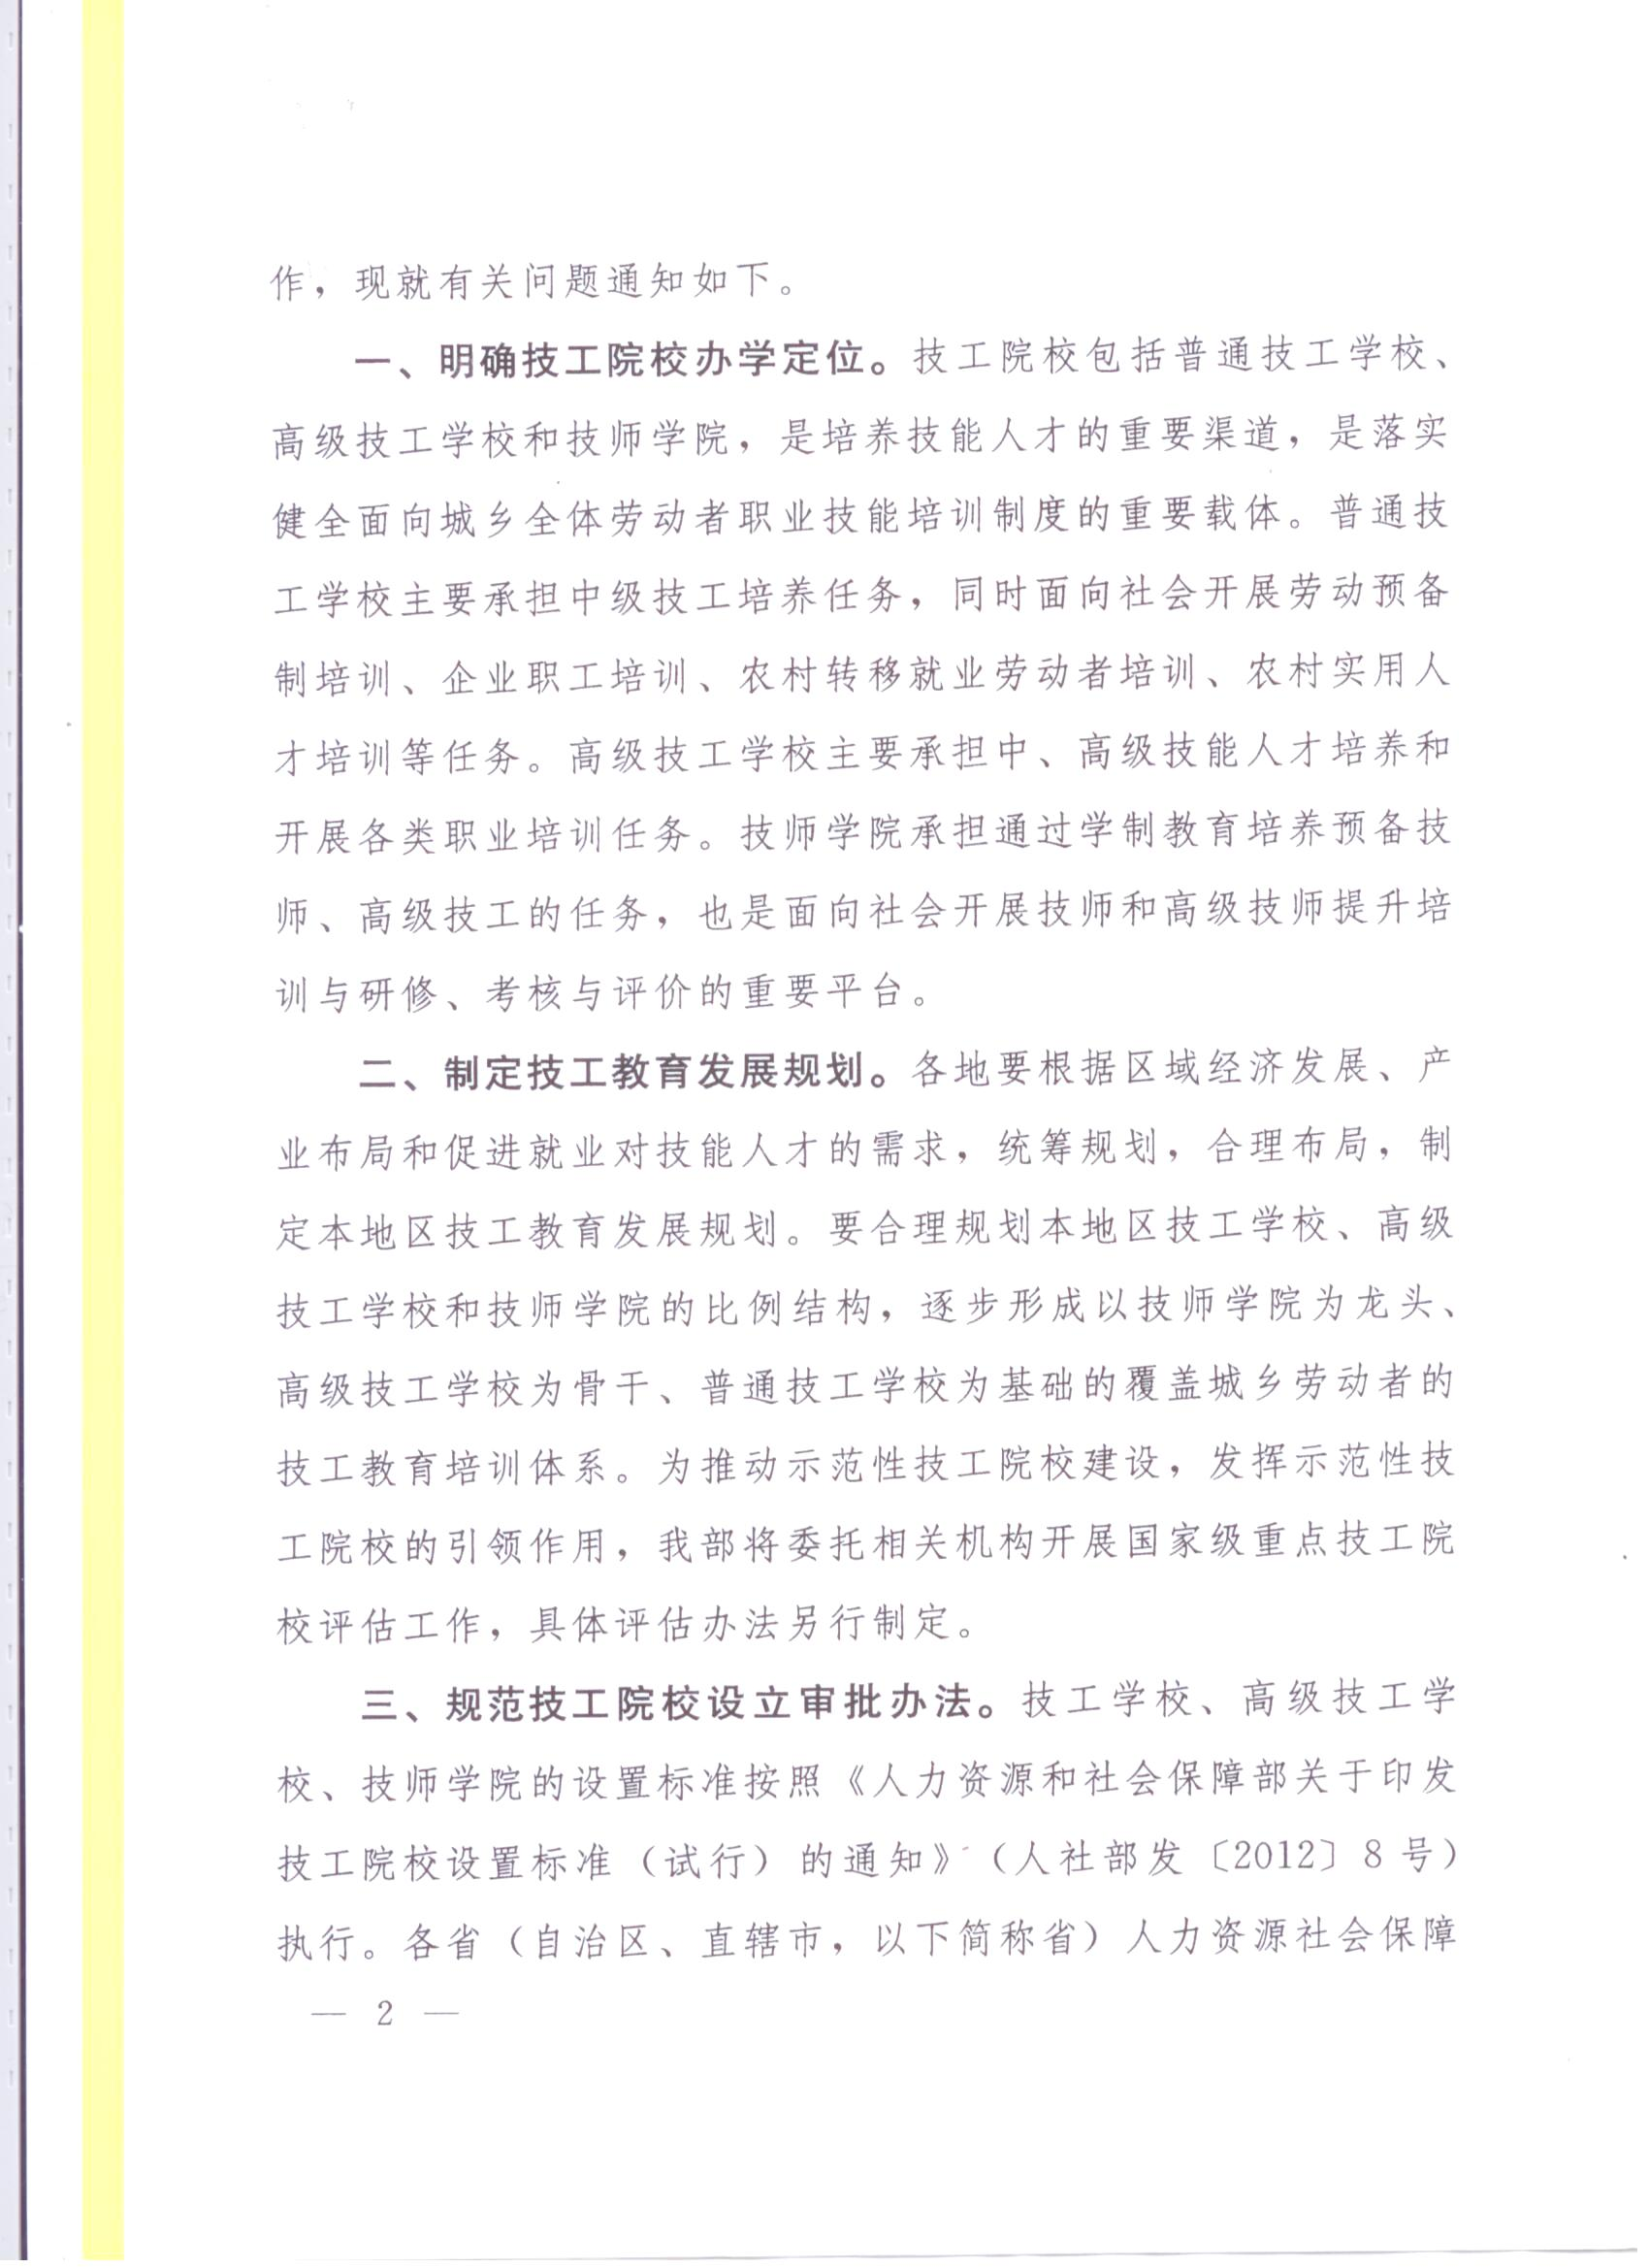 作，现就有关问题通知如下。
一、明确技工院校办学定位。技工院校包括普通技工学校、
高级技工学校和技师学院，是培养技能人才的重要渠道，是落实
健全面向城乡全体劳动者职业技能培训制度的重要载体。普通技
工学校主要承担中级技工培养任务，同时面向社会开展劳动预备
制培训、企业职工培训、农村转移就业劳动者培训、农村实用人
才培训等任务。高级技工学校主要承担中、高级技能人才培养和
开展各类职业培训任务。技师学院承担通过学制教育培养预备技
师、高级技工的任务，也是面向社会开展技师和高级技师提升培
训与研修、考核与评价的重要平台。
二、制定技工教育发展规划。各地要根据区域经济发展、产
业布局和促进就业对技能人才的需求，统筹规划，合理布局，制
定本地区技工教育发展规划。要合理规划本地区技工学校、高级
技工学校和技师学院的比例结构，逐步形成以技师学院为龙头、
高级技工学校为骨干、普通技工学校为基础的覆盖城乡劳动者的
技工教育培训体系。为推动示范性技工院校建设，发挥示范性技
工院校的引领作用，我部将委托相关机构开展国家级重点技工院
校评估工作，具体评估办法另行制定。
三、规范技工院校设立审批办法。技工学校、高级技工学
校、技师学院的设置标准按照《人力资源和社会保障部关于印发
技工院校设置标准（试行）的通知》（人社部发〔2012〕8号）
执行。各省（自治区、直辖市，以下简称省）人力资源社会保障
— 2 —